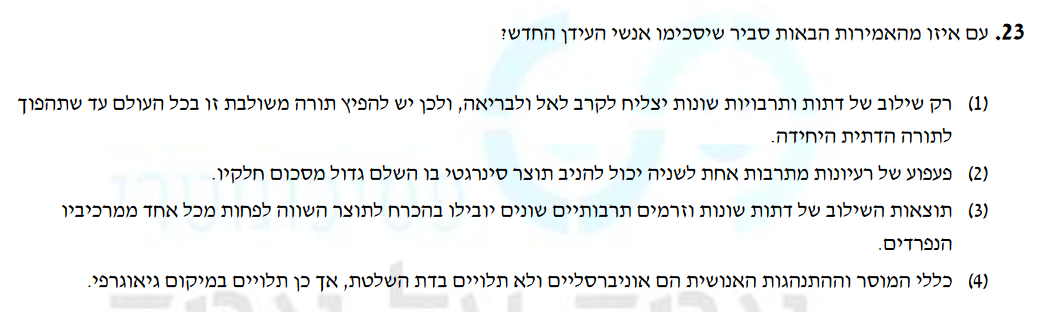 23. עם איזו מהאמירות הבאות סביר שיסכימו אנשי העידן החדש?
(1) רק שילוב של דתות ותרבויות שונות יצליח לקרב לאל ולבריאה, ולכן יש להפיץ תורה משולבת זו בכל העולם עד שתהפוך
לתורה הדתית היחידה.
(2) פעפוע של רעיונות מתרבות אחת לשניה יכול להניב תוצר סינרגטי בו השלם גדול מסכום חלקיו.
(3) תוצאות השילוב של דתות שונות וזרמים תרבותיים שונים יובילו בהכרח לתוצר השווה לפחות מכל אחד ממרכיביו
הנפרדים.
(4) כללי המוסר וההתנהגות האנושית הם אוניברסליים ולא תלויים בדת השלטת, אך כן תלויים במיקום גיאוגרפי.